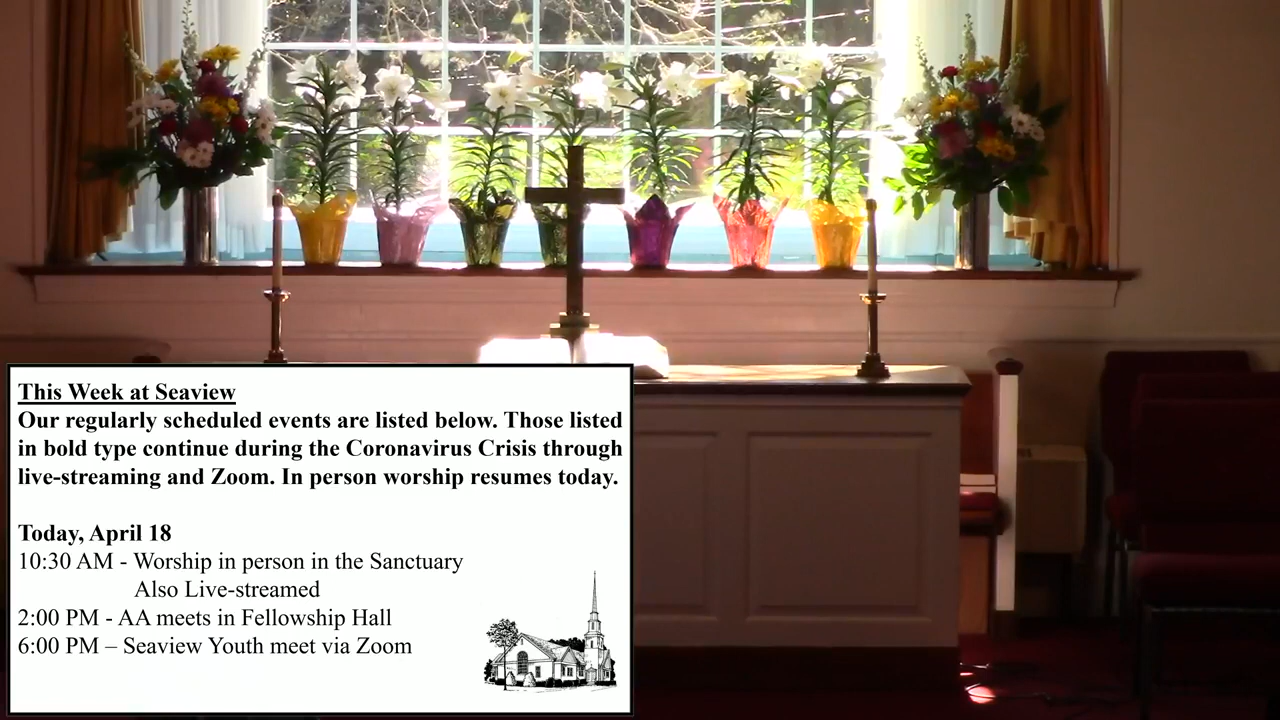 This Week at Seaview
Our regularly scheduled events are listed below. Those listed
in bold type continue during the Coronavirus Crisis through
live-streaming and Zoom. In person worship resumes today.
Today, April 18
10:30 AM - Worship in person in the Sanctuary
Also Live-streamed
2:00 PM - AA meets in Fellowship Hall
6:00 PM – Seaview Youth meet via Zoom